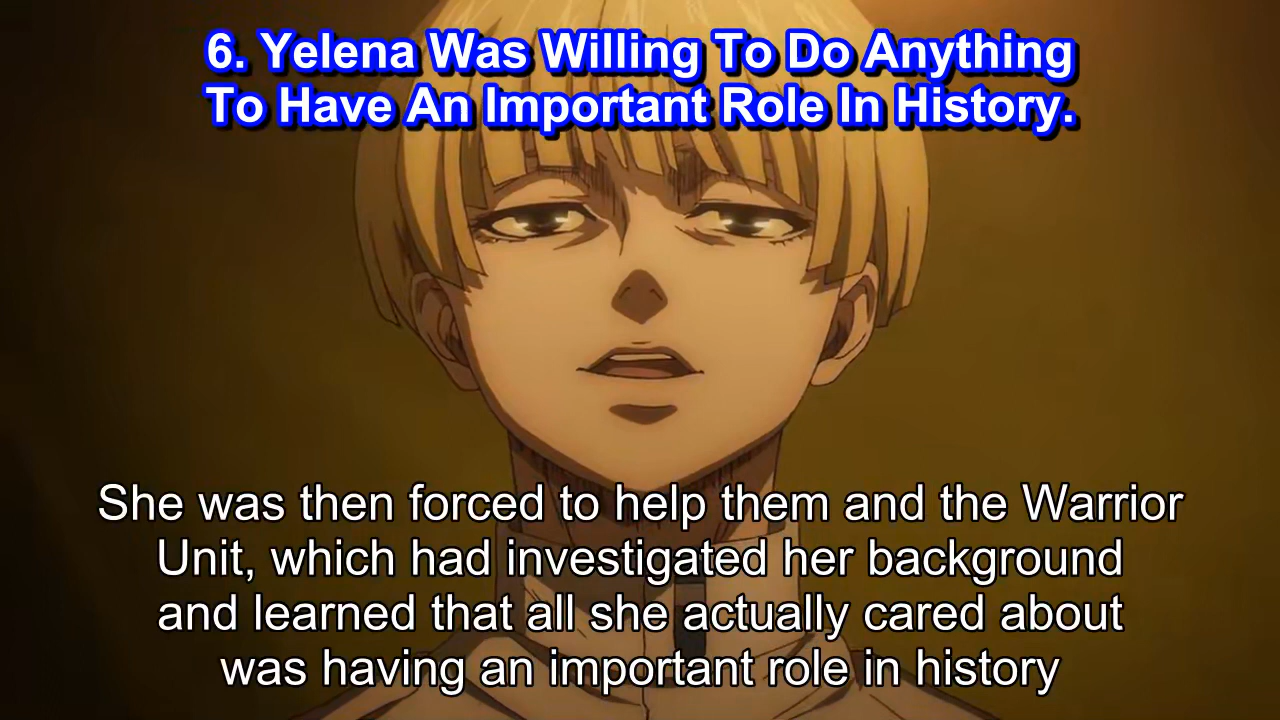 6. Yelena Was Willing To Do Anything
To Have An Important Role In History.
She was then forced to help them and the Warrior
Unit, which had investigated her background
and learned that all she actually cared about
was having an important role in history